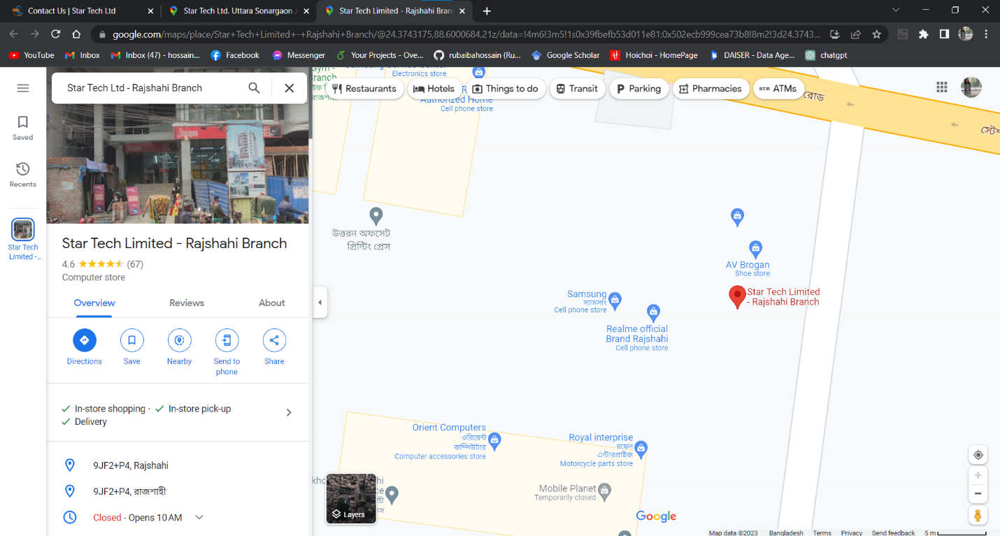 Contact Us | Star Tech Ltd
Star Tech Ltd. Uttara Sonargaon J
Star Tech Limited - Rajshahi Bran
google.com/maps/place/Star+Tech+Limited+-+Rajshahi+Branch/@24.3743175,88.6000684,21z/data=!4m6!3m5!1s0x39fbefb53d011e81:0x502ecb999cea73b8!8m2!3d24.3743...
YouTube
Inbox
Inbox (47) - hossain...
Facebook
Messenger
Your Projects - Ove...
rubaibahossain (Ru...
Google Scholar
Hoichoi - HomePage
DAISER - Data Age...
chatgpt
Star Tech Ltd - Rajshahi Branch
Restaurants
Hotels
Things to do
Transit
Parking
Pharmacies
ATM ATMs
Saved
Recents
Star Tech
Limited -...
Shwapno
Star Tech Limited - Rajshahi Branch
4.6 (67)
Computer store
Overview
Reviews
About
Directions
Save
Nearby
Send to
phone
Share
In-store shopping · In-store pick-up
Delivery
9JF2+P4, Rajshahi
9JF2+P4, রাজশাহী
Closed · Opens 10 AM
Electronics store
Authorized Home
Cell phone store
রোড
উত্তরন অফসেট
প্রিন্টিং প্রেস
AV Brogan
Shoe store
Star Tech Limited
- Rajshahi Branch
Samsung
স্যামসাং
Cell phone store
Realme official
Brand Rajshahi
Cell phone store
Orient Computers
ওরিয়েন্ট
কম্পিউটার
Computer accessories store
Royal interprise
রয়েল
এন্টারপ্রাইজ
Motorcycle parts store
Mobile Planet
Temporarily closed
Layers
Google
Map data ©2023
Bangladesh
Terms
Privacy
Send feedback
5 m